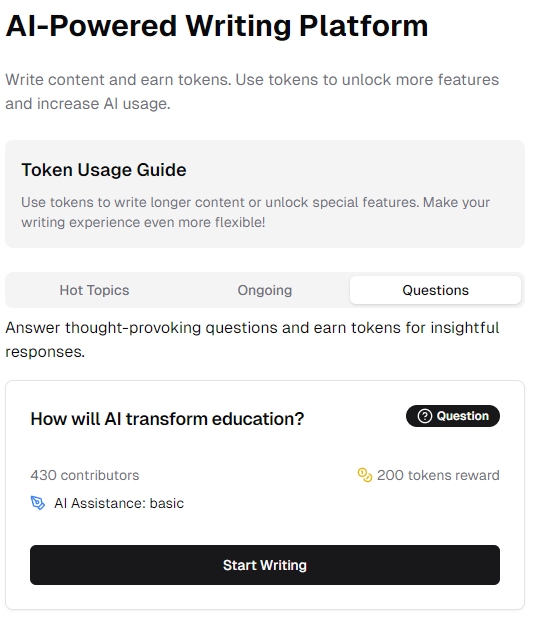 AI-Powered Writing Platform
Write content and earn tokens. Use tokens to unlock more features
and increase AI usage.
Token Usage Guide
Use tokens to write longer content or unlock special features. Make your
writing experience even more flexible!
Hot Topics
Ongoing
Questions
Answer thought-provoking questions and earn tokens for insightful
responses.
How will AI transform education?
Question
430 contributors
200 tokens reward
AI Assistance: basic
Start Writing